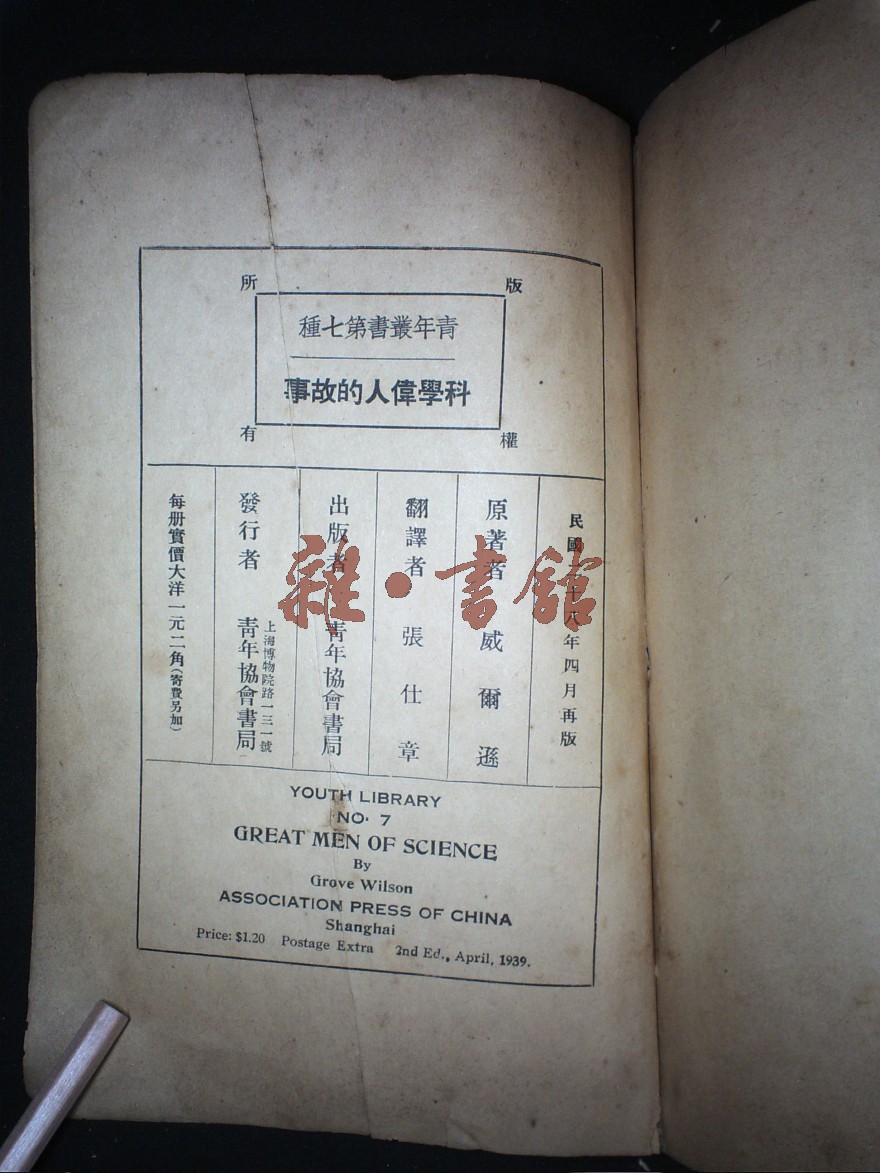 版權所有
青年叢書第七種
科學偉人的故事
民國二十八年四月再版
原著者 威爾遜
翻譯者 張仕章
出版者 青年協會書局
發行者 上海博物院路一三一號 青年協會書局
每册實價大洋一元二角(寄費另加)
YOUTH LIBRARY
NO. 7
GREAT MEN OF SCIENCE
By
Grove Wilson
ASSOCIATION PRESS OF CHINA
Shanghai
Price: $1.20 Postage Extra 2nd Ed., April, 1939.
雜·書館